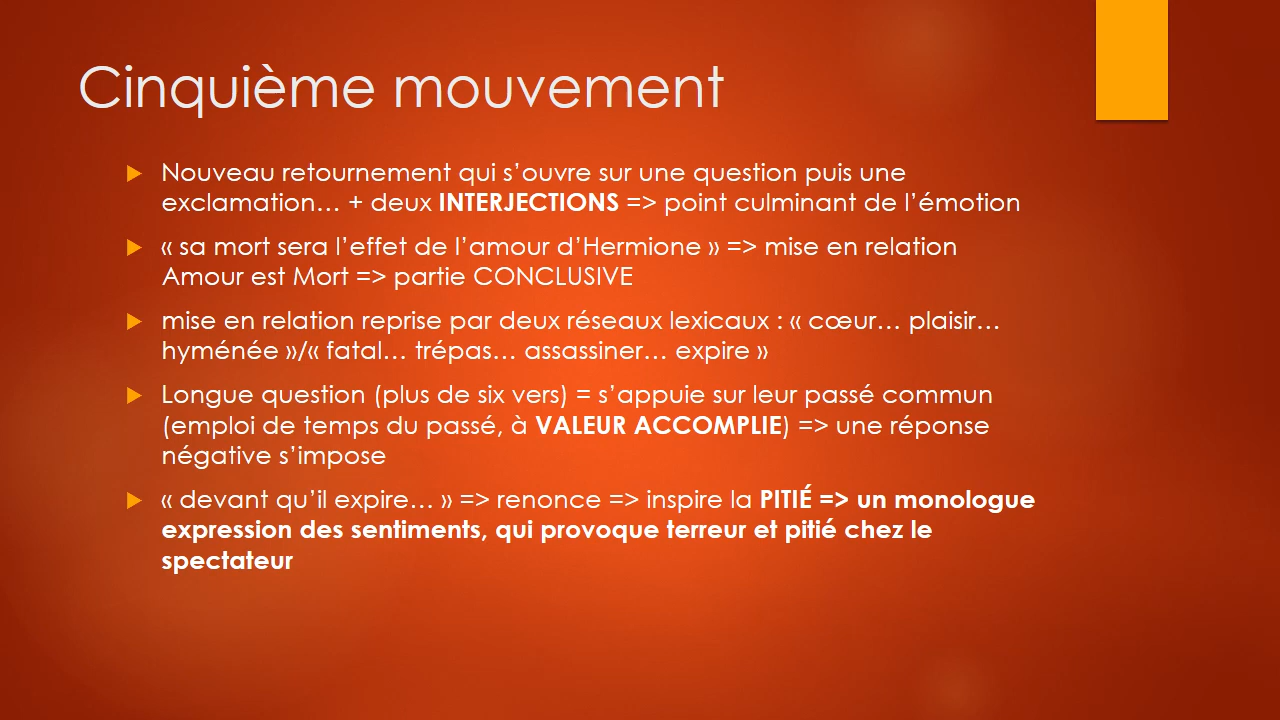 Cinquième mouvement
Nouveau retournement qui s’ouvre sur une question puis une
exclamation… + deux INTERJECTIONS => point culminant de l’émotion
« sa mort sera l’effet de l’amour d’Hermione » => mise en relation
Amour est Mort => partie CONCLUSIVE
mise en relation reprise par deux réseaux lexicaux : « cœur… plaisir…
hyménée »/« fatal… trépas… assassiner… expire »
Longue question (plus de six vers) = s’appuie sur leur passé commun
(emploi de temps du passé, à VALEUR ACCOMPLIE) => une réponse
négative s’impose
« devant qu’il expire… » => renonce => inspire la PITIÉ => un monologue
expression des sentiments, qui provoque terreur et pitié chez le
spectateur